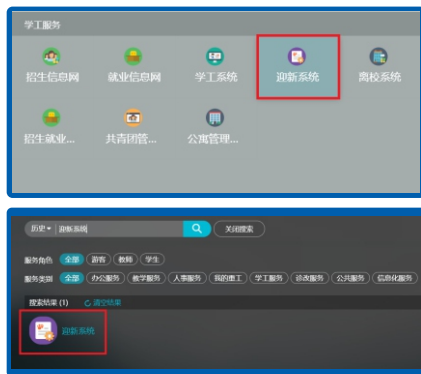 学工服务
招生信息网 就业信息网 学工系统 迎新系统 离校系统
招生就业... 共青团管... 公寓管理...
历史 迎新系统 关闭搜索
服务角色 全部 游客 教师 学生
服务类别 全部 办公服务 教学服务 人事服务 我的重工 学工服务 诊改服务 公共服务 信息化服务
搜索结果 (1) 清空结果
迎新系统